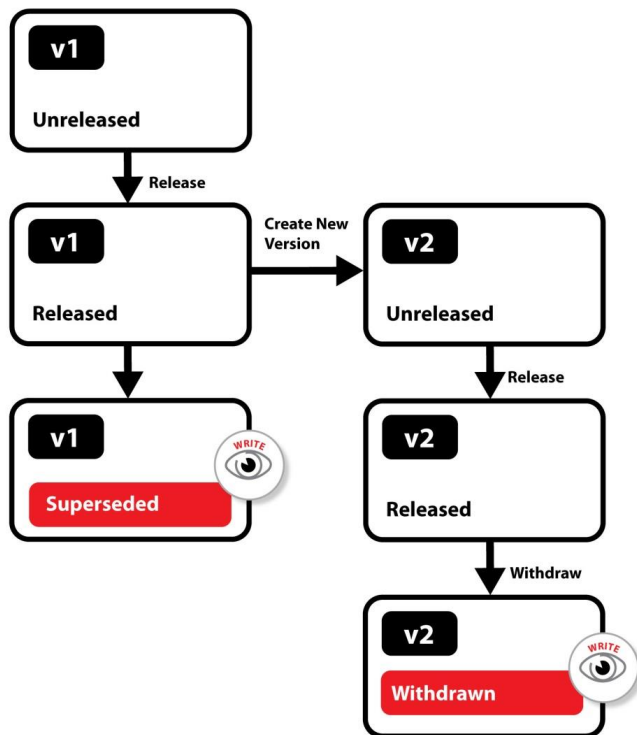 v1
Unreleased
Release
v1
Released
Create New
Version
v2
Unreleased
v1
WRITE
Superseded
Release
v2
Released
Withdraw
v2
WRITE
Withdrawn